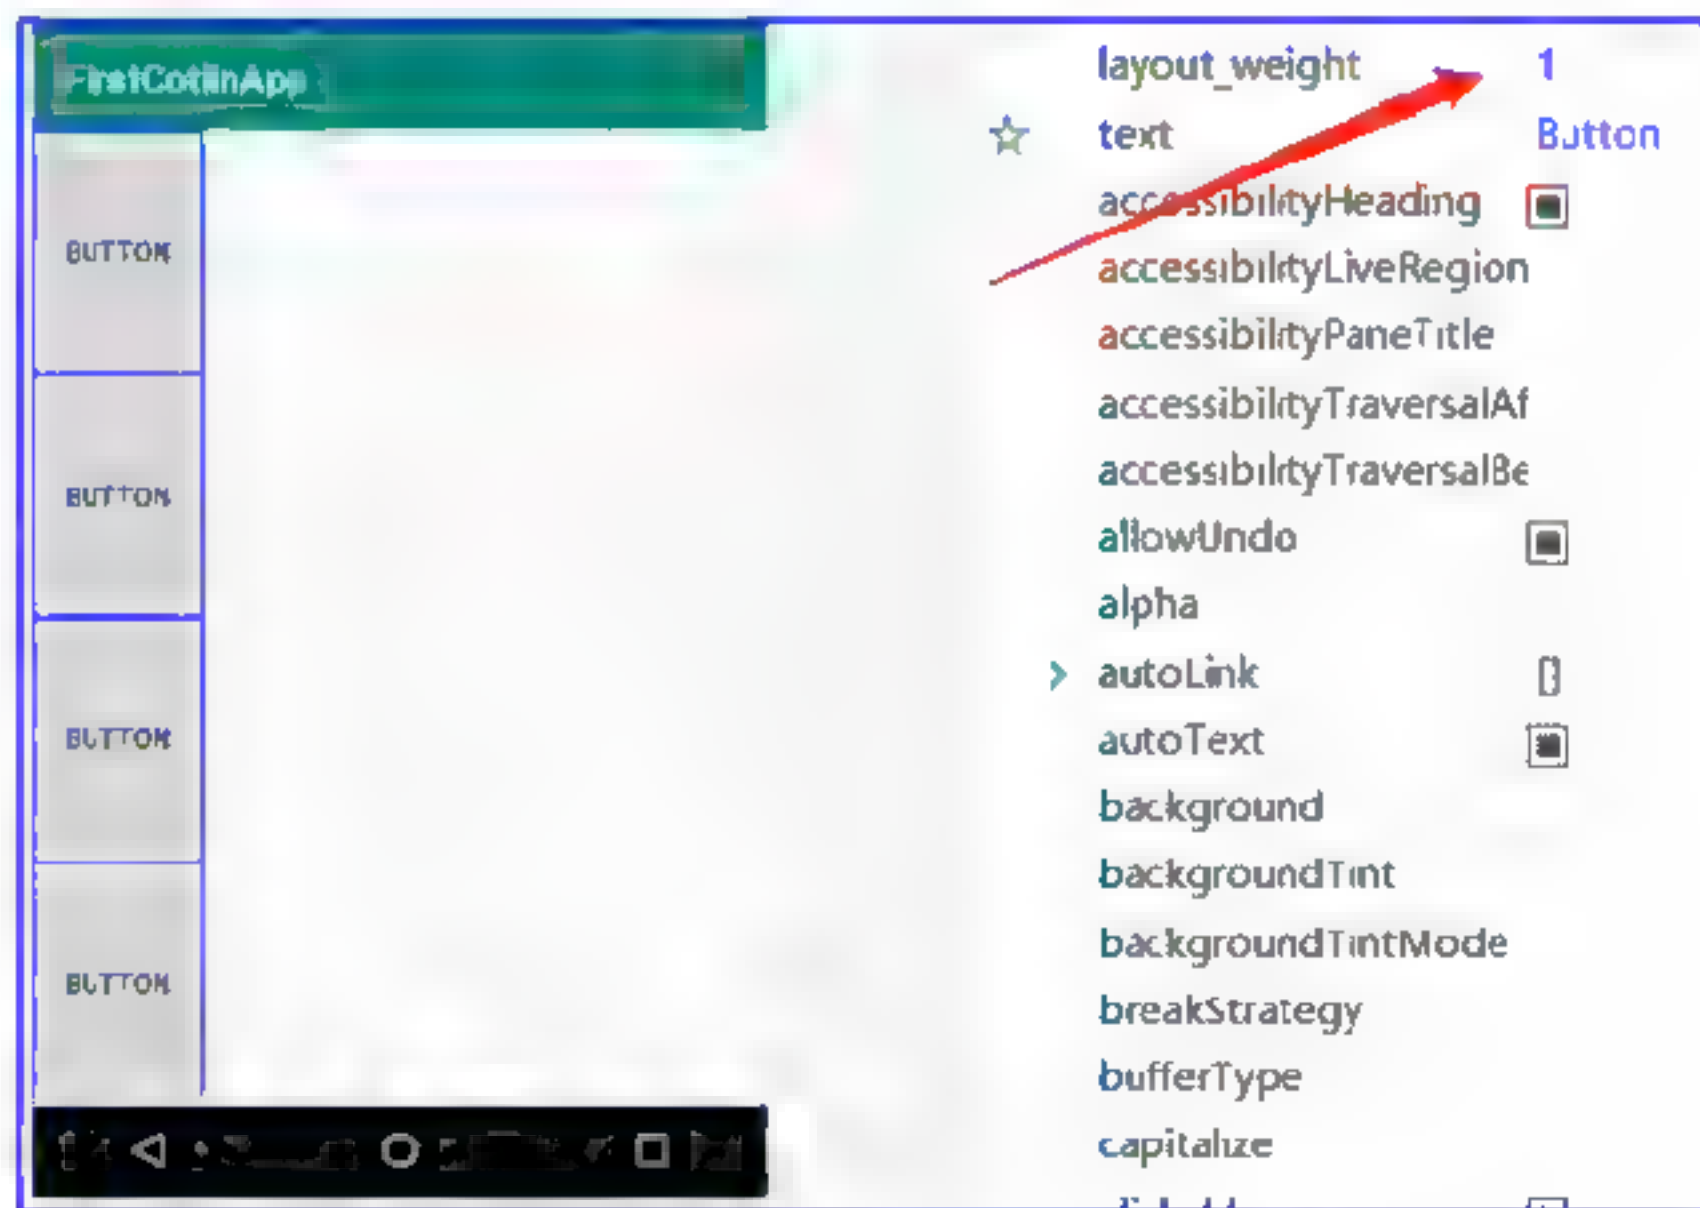 FirstCotlinApp
BUTTON
BUTTON
BUTTON
BUTTON
layout_weight 1
text Button
accessibilityHeading
accessibilityLiveRegion
accessibilityPaneTitle
accessibilityTraversalAf
accessibilityTraversalBe
allowUndo
alpha
autoLink []
autoText
background
backgroundTint
backgroundTintMode
breakStrategy
bufferType
capitalize